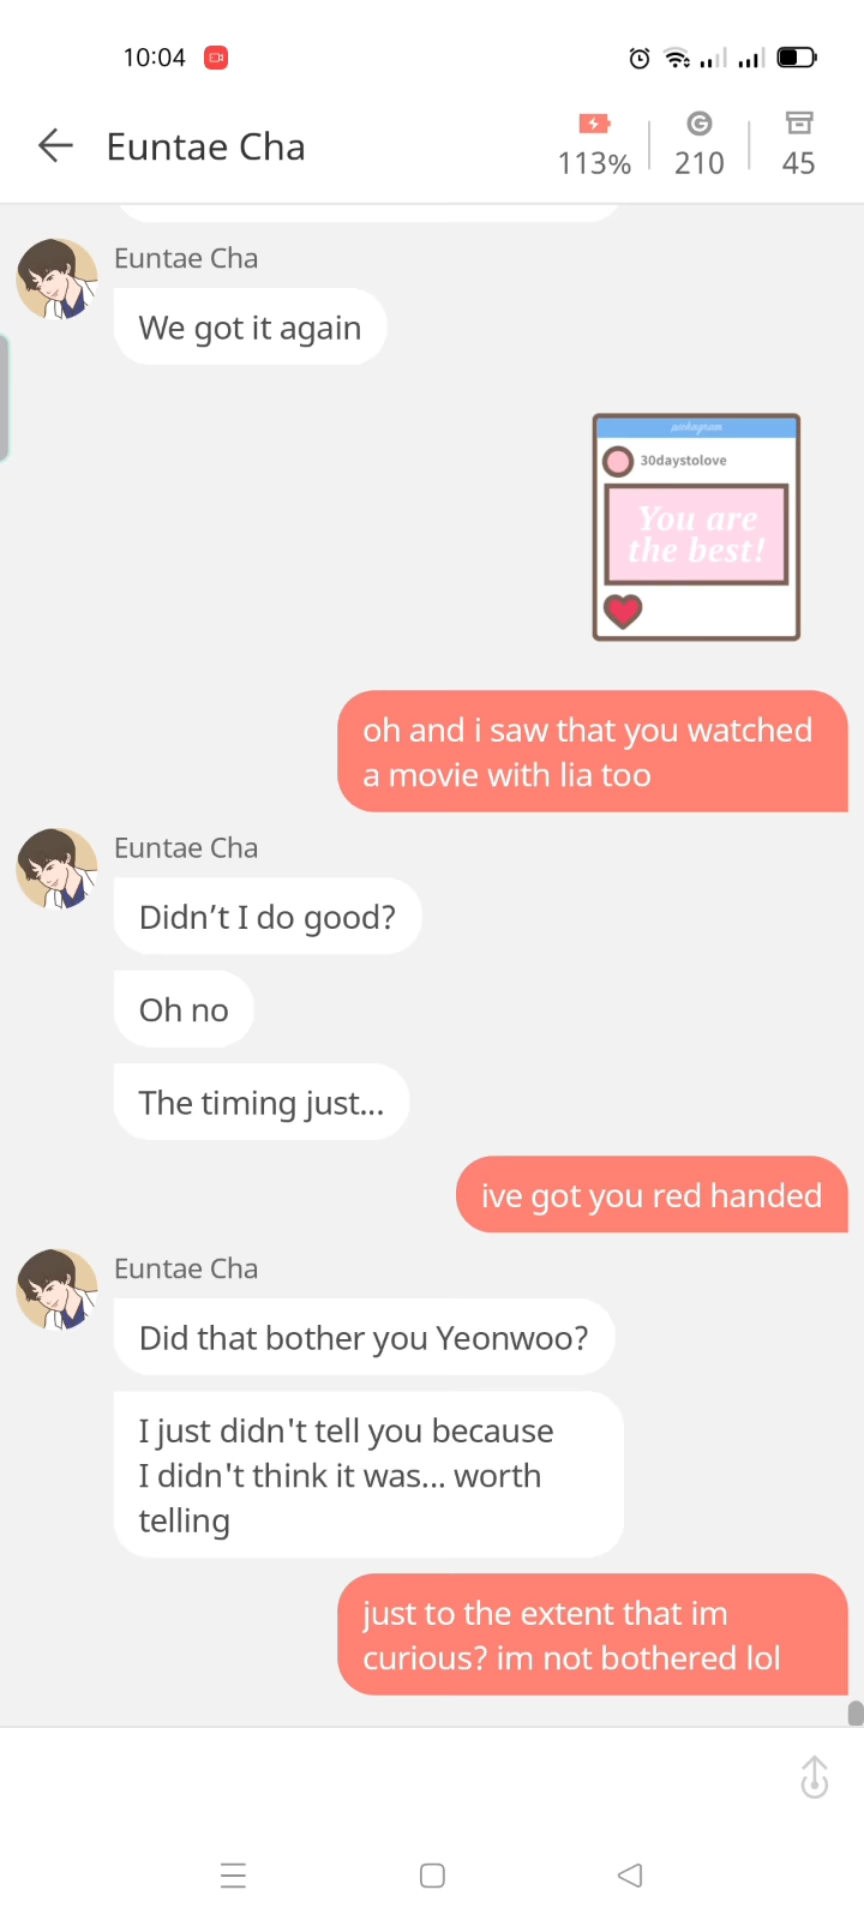 10:04
Euntae Cha
113%
210
45
Euntae Cha
We got it again
30daystolove
You are
the best!
oh and i saw that you watched
a movie with lia too
Euntae Cha
Didn’t I do good?
Oh no
The timing just...
ive got you red handed
Euntae Cha
Did that bother you Yeonwoo?
I just didn't tell you because
I didn't think it was... worth
telling
just to the extent that im
curious? im not bothered lol